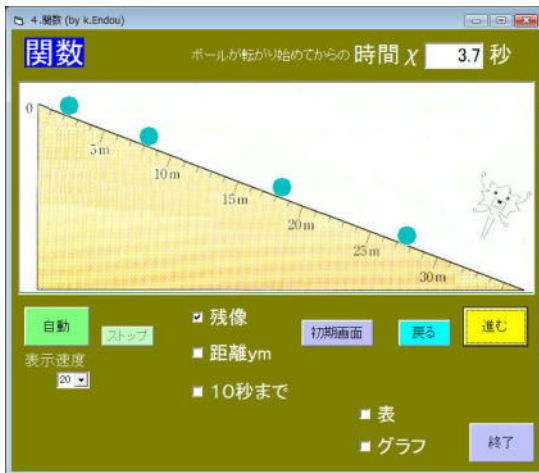 4.関数 (by k.Endou)
関数 ボールが転がり始めてからの 時間 χ 3.7 秒
0
5m
10m
15m
20m
25m
30m
自動 ストップ
表示速度
20
残像
距離ym
10秒まで
初期画面 戻る 進む
表
グラフ
終了